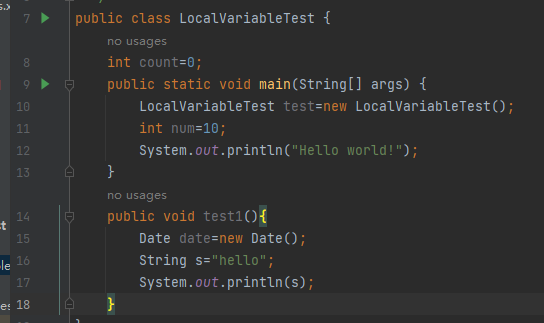 s.x
7 public class LocalVariableTest {
no usages
8 int count=0;
9 public static void main(String[] args) {
10 LocalVariableTest test=new LocalVariableTest();
11 int num=10;
12 System.out.println("Hello world!");
13 }
no usages
14 public void test1(){
15 Date date=new Date();
16 String s="hello";
17 System.out.println(s);
18 }
st
ble
es